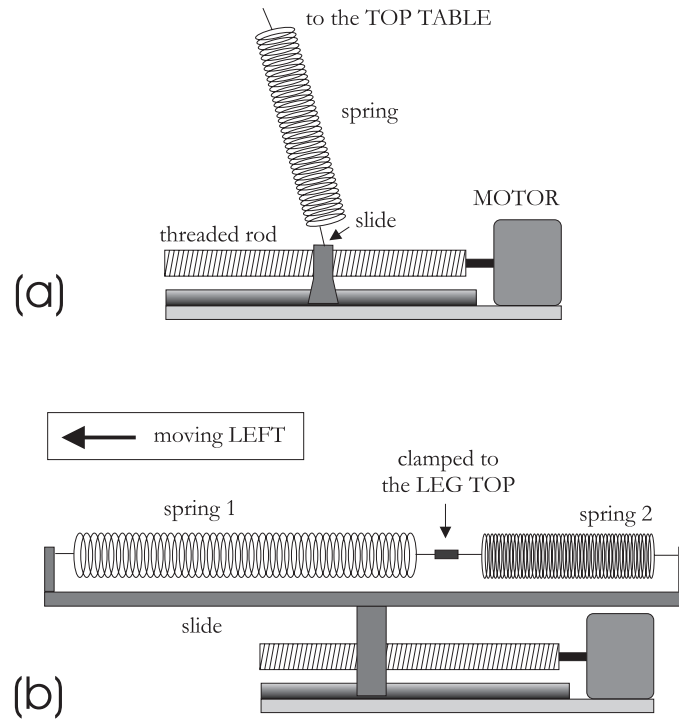 to the TOP TABLE
spring
MOTOR
slide
threaded rod
(a)
moving LEFT
clamped to
the LEG TOP
spring 1
spring 2
slide
(b)